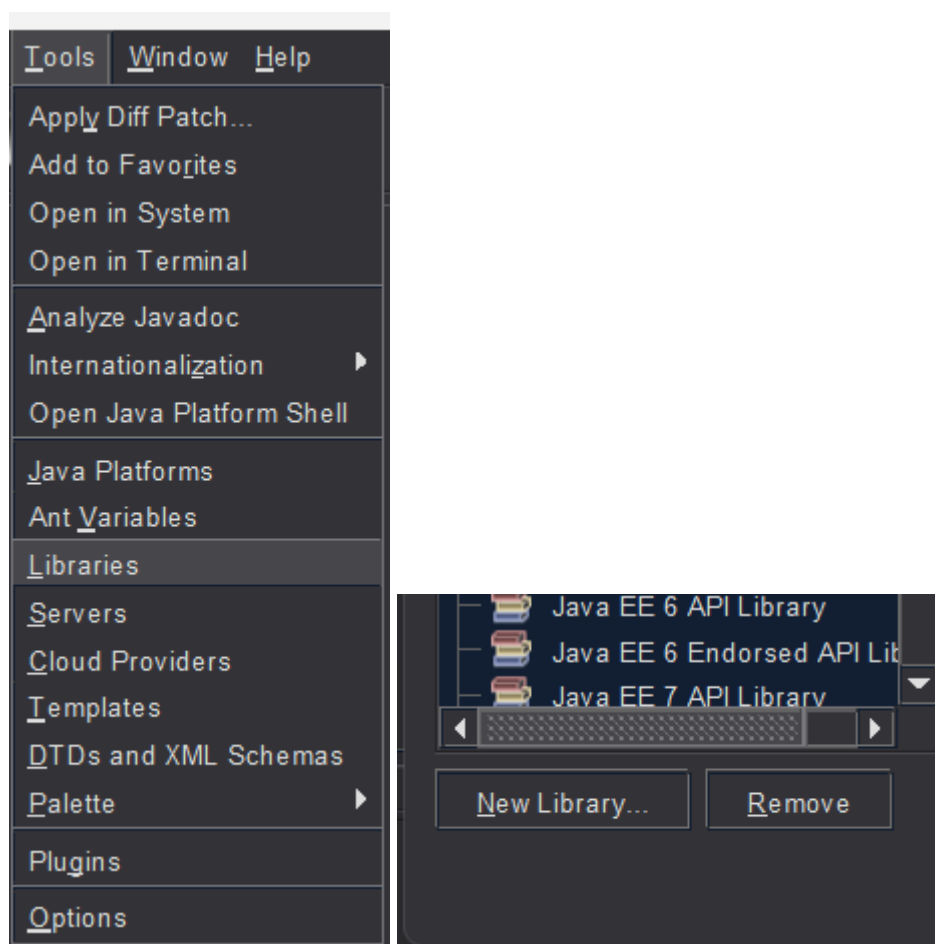 Tools Window Help
Apply Diff Patch...
Add to Favorites
Open in System
Open in Terminal
Analyze Javadoc
Internationalization
Open Java Platform Shell
Java Platforms
Ant Variables
Libraries
Servers
Cloud Providers
Templates
DTDs and XML Schemas
Palette
Plugins
Options
Java EE 6 API Library
Java EE 6 Endorsed API Lib
Java EE 7 API Library
New Library... Remove